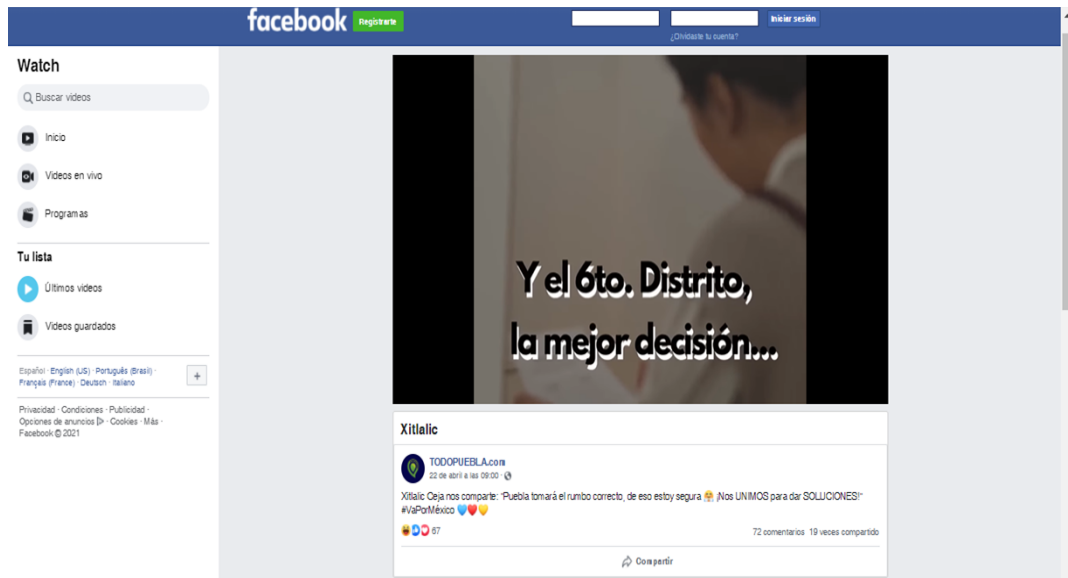 facebook Registrarte Iniciar sesión
¿Olvidaste tu cuenta?
Watch
Buscar videos
Inicio
Videos en vivo
Programas
Tu lista
Últimos videos
Videos guardados
Español · English (US) · Português (Brasil) ·
Français (France) · Deutsch · Italiano
Privacidad · Condiciones · Publicidad ·
Opciones de anuncios · Cookies · Más ·
Facebook © 2021
Y el 6to. Distrito,
la mejor decisión...
Xitlalic
TODOPUEBLA.com
22 de abril a las 09:00 ·
Xitlalic Ceja nos comparte: "Puebla tomará el rumbo correcto, de eso estoy segura 🤗 ¡Nos UNIMOS para dar SOLUCIONES!"
#VaPorMéxico 💙❤️💛
67 72 comentarios 19 veces compartido
Compartir